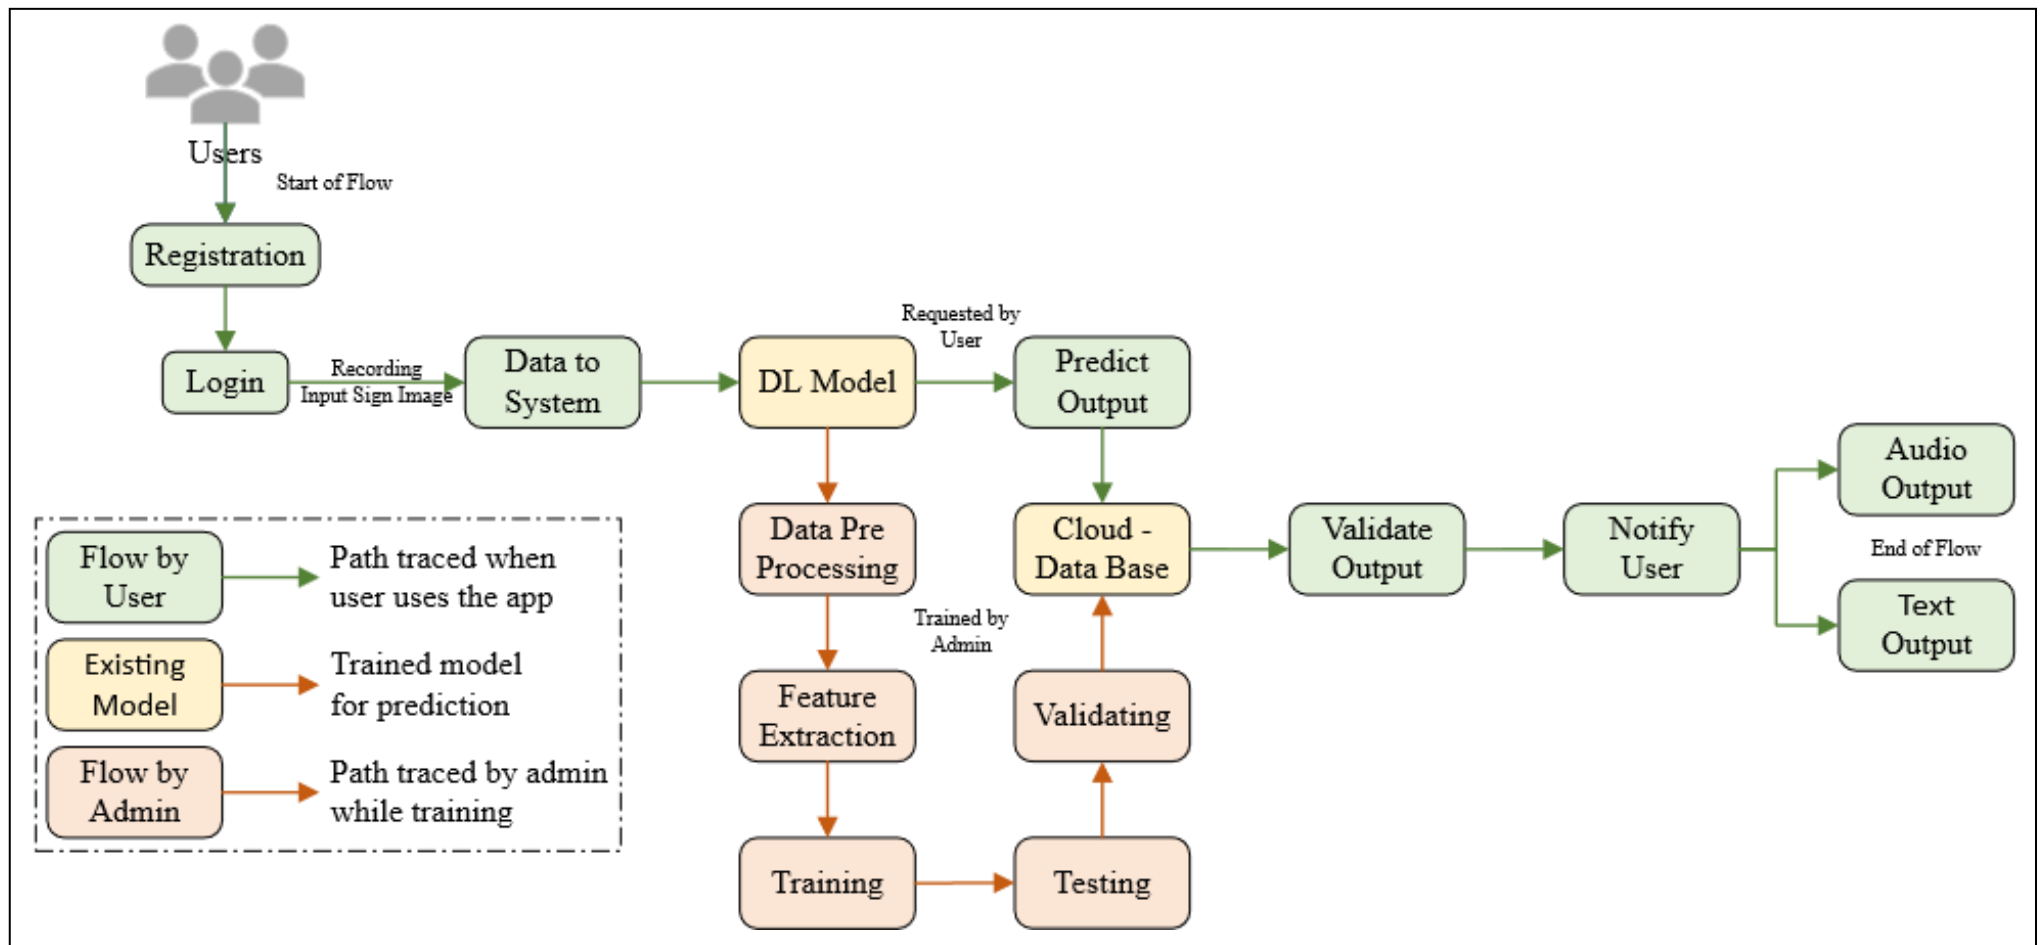 Users
Start of Flow
Registration
Login
Recording
Input Sign Image
Data to
System
DL Model
Requested by
User
Predict
Output
Data Pre
Processing
Cloud -
Data Base
Validate
Output
Notify
User
Audio
Output
End of Flow
Text
Output
Trained by
Admin
Feature
Extraction
Validating
Training
Testing
Flow by
User
Path traced when
user uses the app
Existing
Model
Trained model
for prediction
Flow by
Admin
Path traced by admin
while training